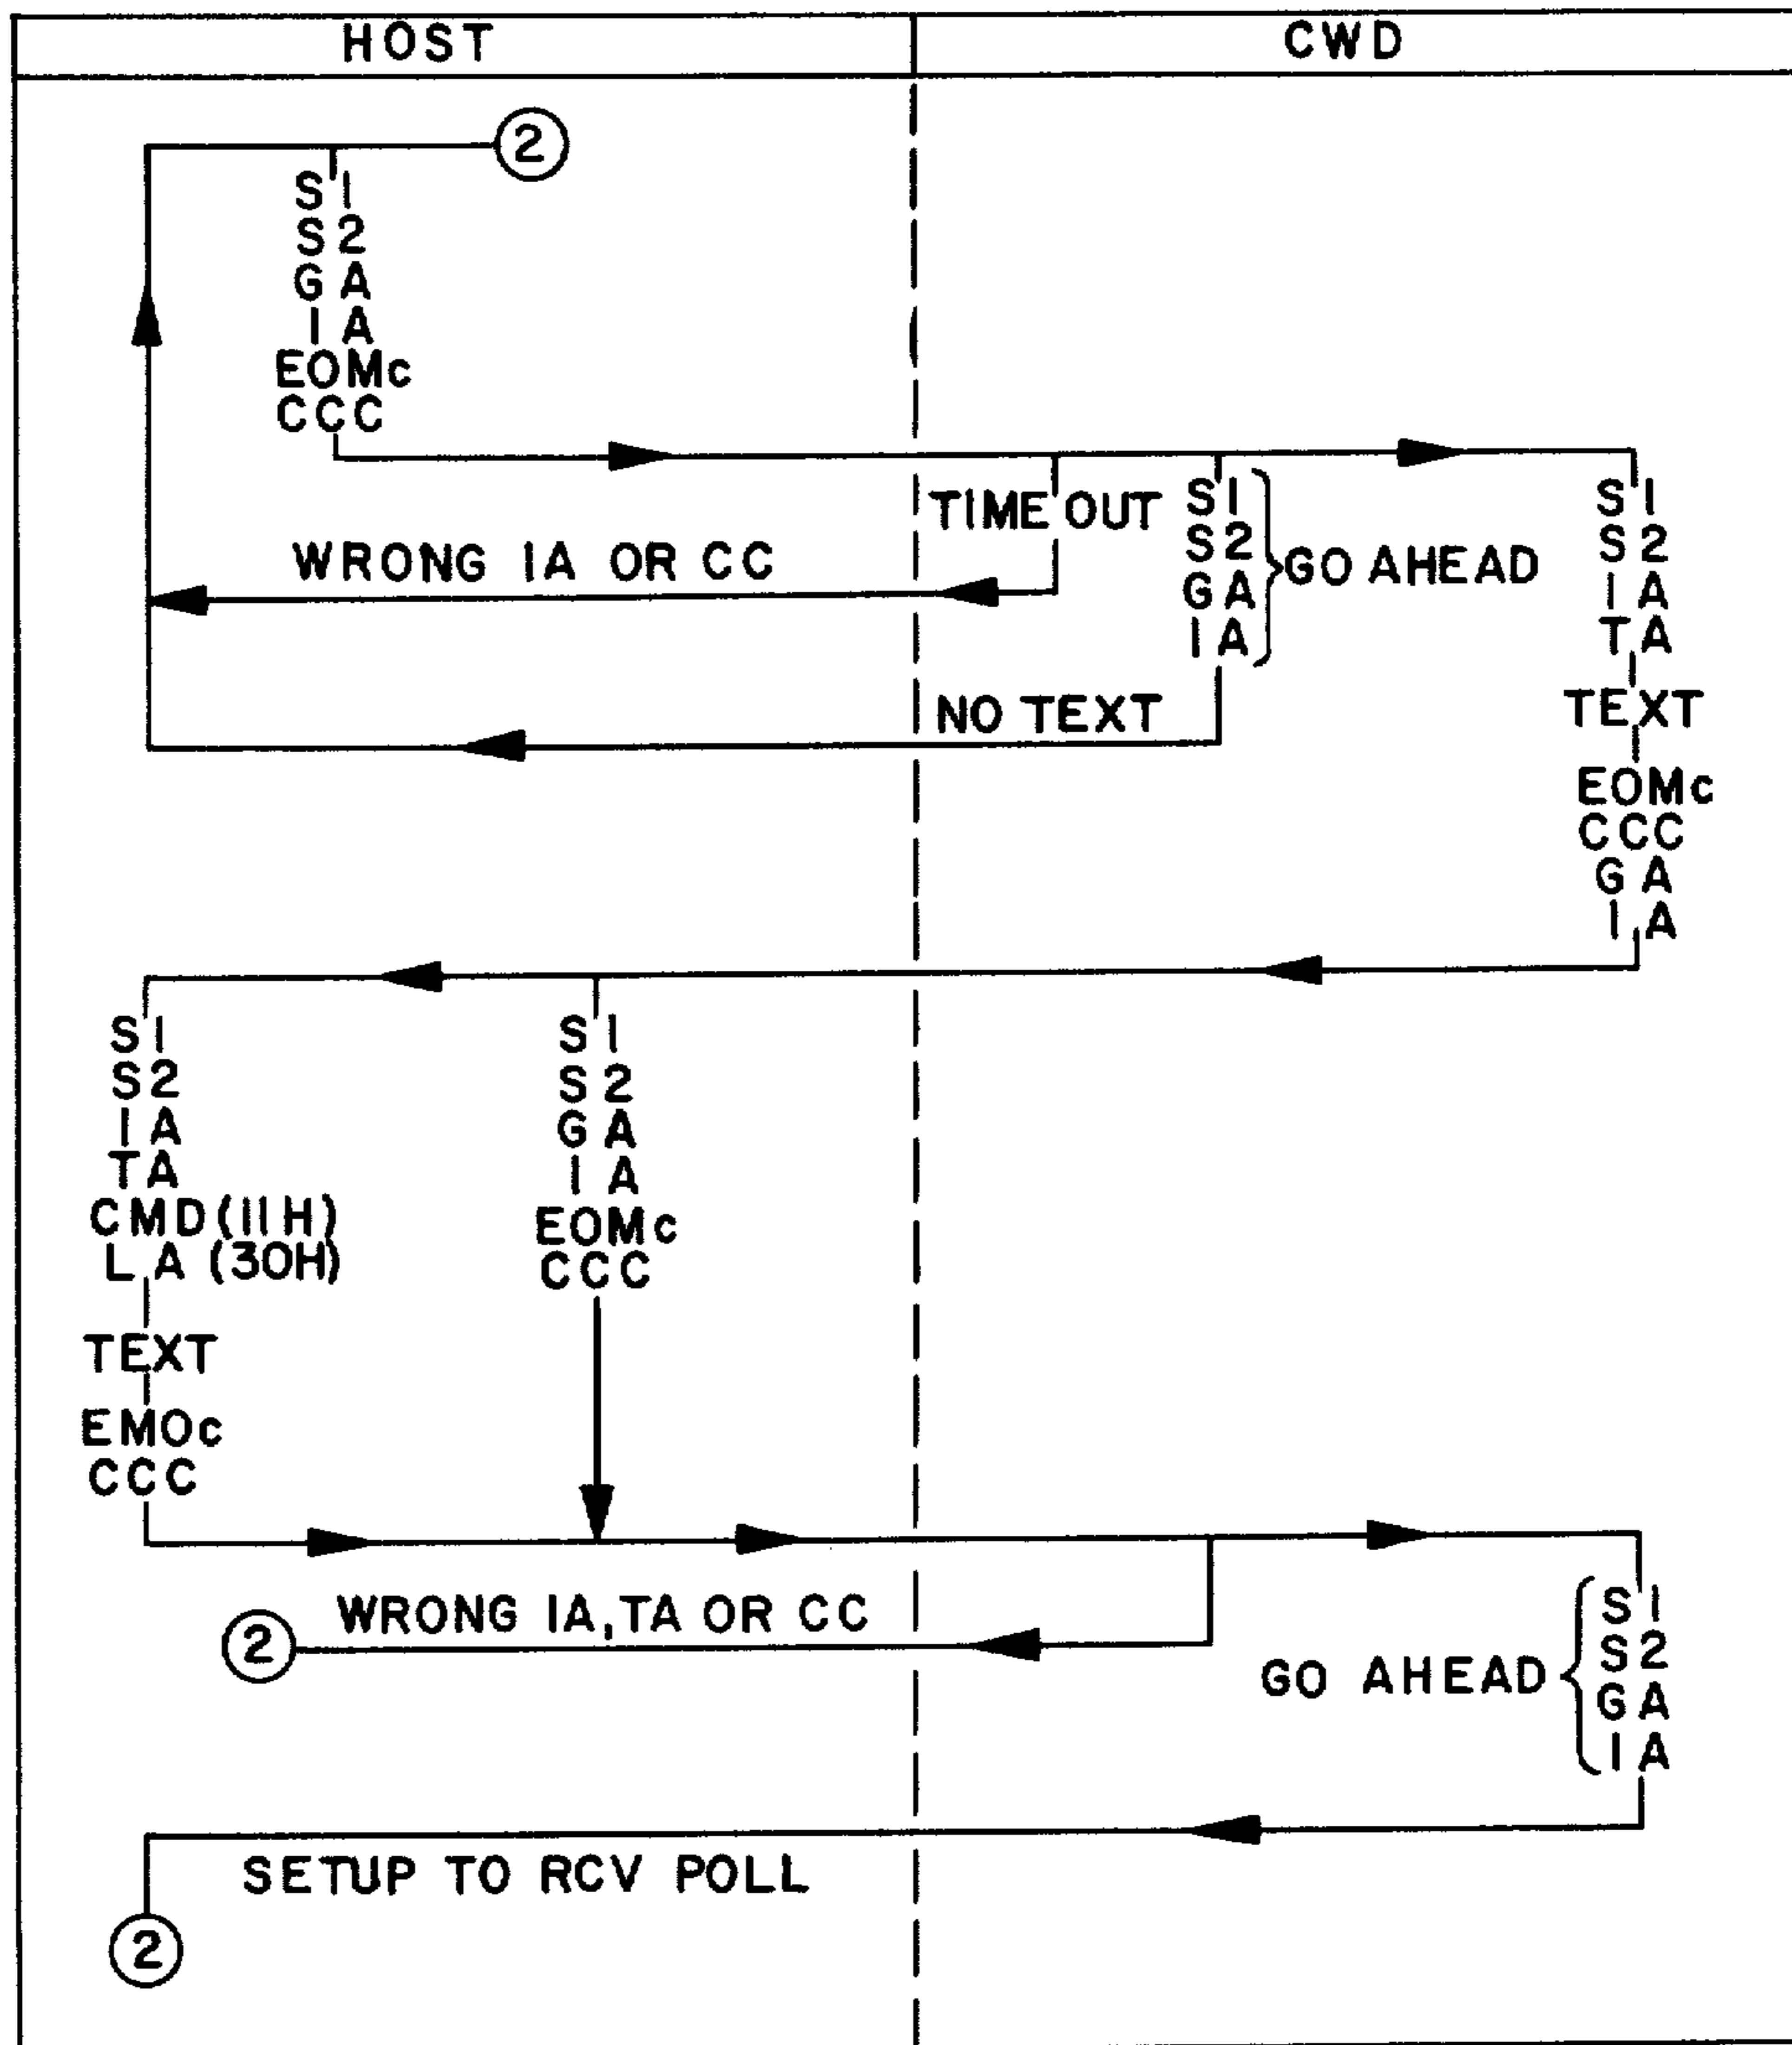 HOST
CWD
2
S1
S2
GA
IA
EOMc
CCC
TIME OUT
WRONG IA OR CC
S1
S2
GA
IA
GO AHEAD
NO TEXT
S1
S2
IA
TA
TEXT
EOMc
CCC
GA
IA
S1
S2
IA
TA
CMD(11H)
LA (30H)
TEXT
EMOc
CCC
S1
S2
GA
IA
EOMc
CCC
WRONG IA,TA OR CC
2
GO AHEAD
S1
S2
GA
IA
SETUP TO RCV POLL
2